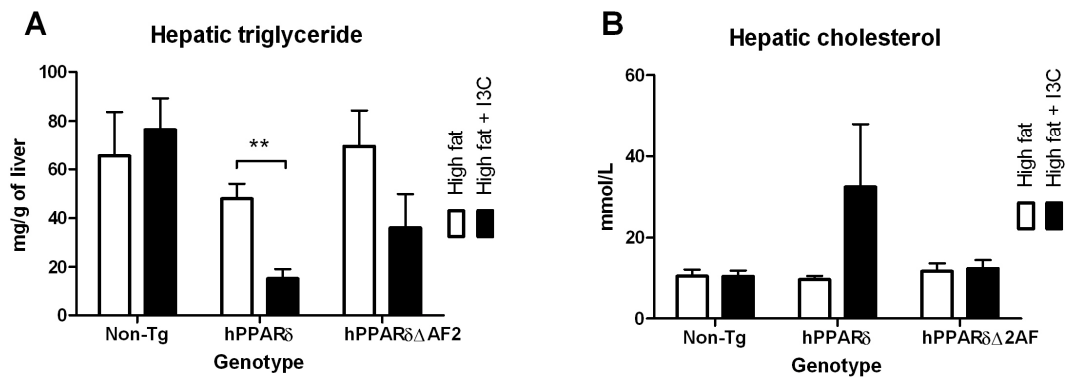 A
Hepatic triglyceride
mg/g of liver
100
80
60
40
20
0
**
Non-Tg
hPPARδ
hPPARδΔAF2
Genotype
High fat
High fat + I3C
B
Hepatic cholesterol
mmol/L
60
40
20
0
Non-Tg
hPPARδ
hPPARδΔ2AF
Genotype
High fat
High fat + I3C